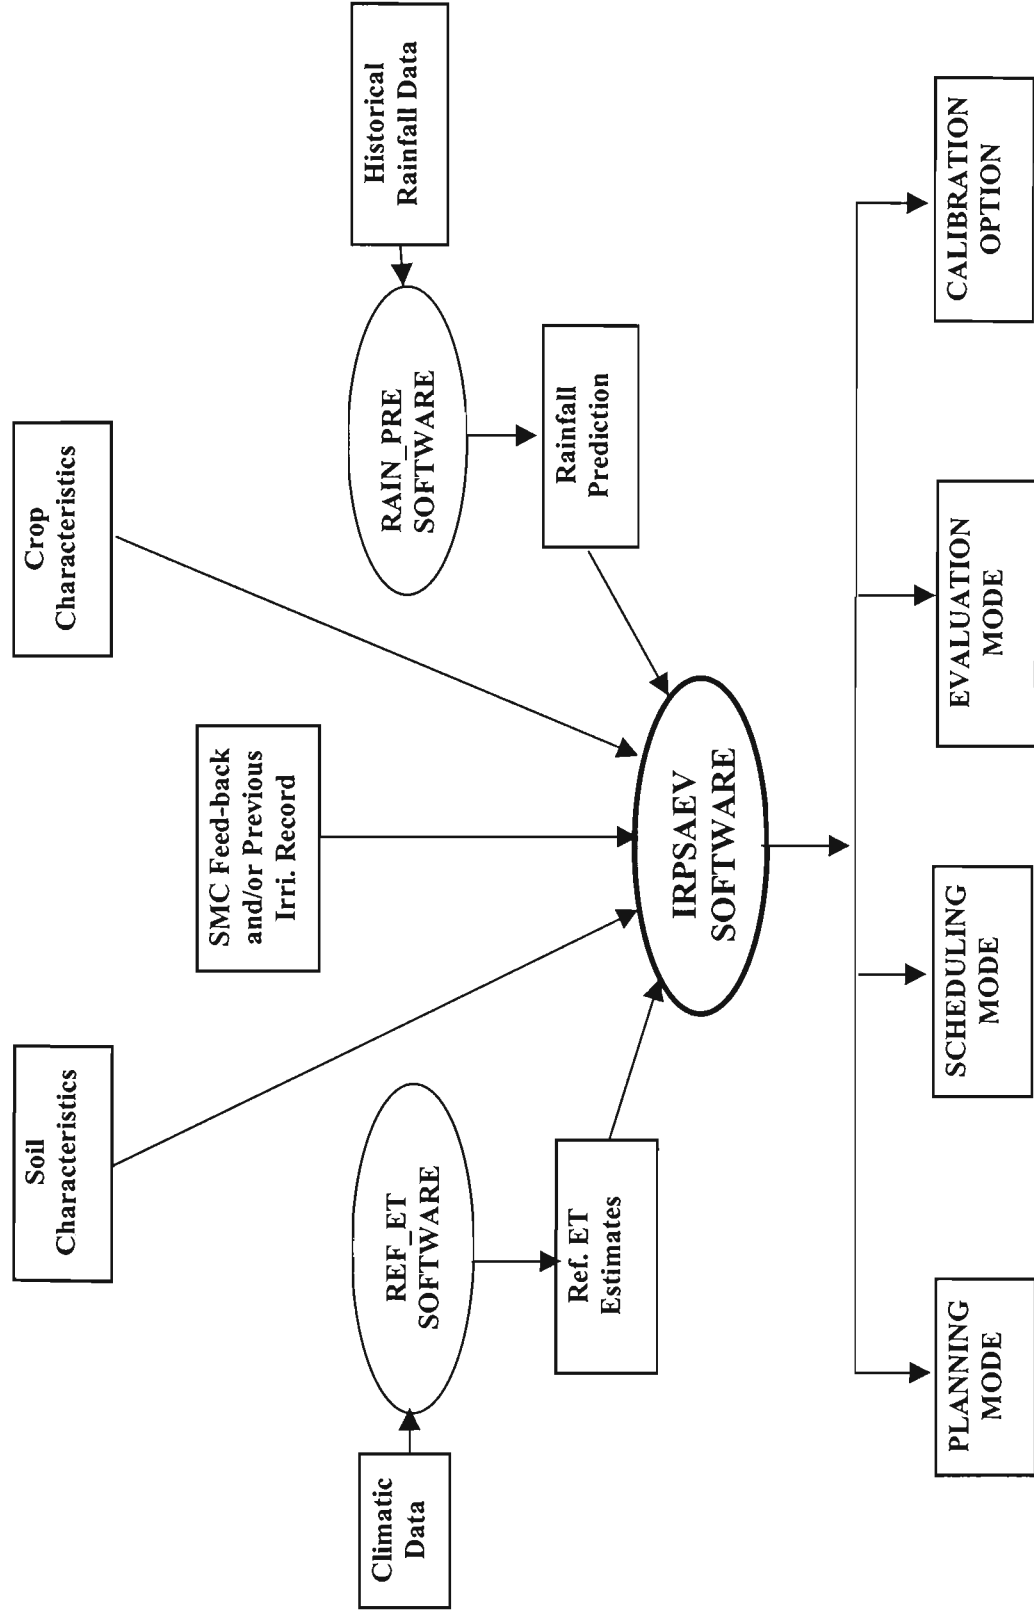 Soil
Characteristics
Crop
Characteristics
SMC Feed-back
and/or Previous
Irri. Record
Climatic
Data
REF_ET
SOFTWARE
RAIN_PRE
SOFTWARE
Historical
Rainfall Data
Ref. ET
Estimates
Rainfall
Prediction
IRPSAEV
SOFTWARE
PLANNING
MODE
SCHEDULING
MODE
EVALUATION
MODE
CALIBRATION
OPTION